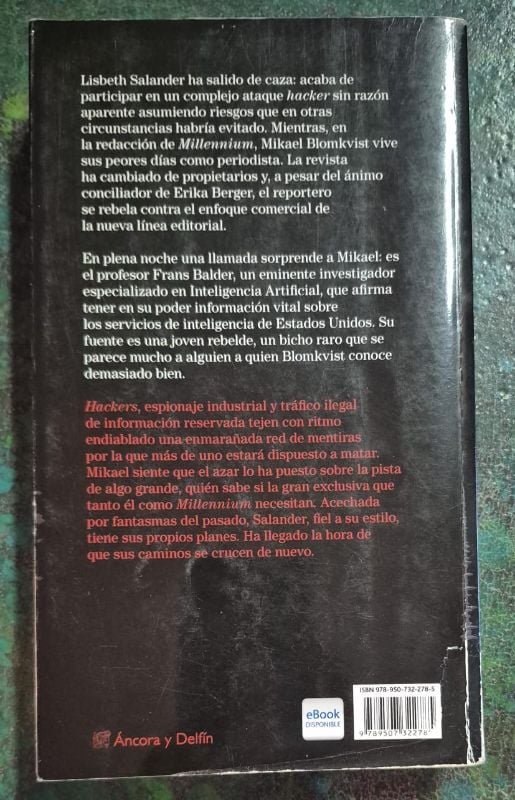 Lisbeth Salander ha salido de caza: acaba de
participar en un complejo ataque hacker sin razón
aparente asumiendo riesgos que en otras
circunstancias habría evitado. Mientras, en
la redacción de Millennium, Mikael Blomkvist vive
sus peores días como periodista. La revista
ha cambiado de propietarios y, a pesar del ánimo
conciliador de Erika Berger, el reportero
se rebela contra el enfoque comercial de
la nueva línea editorial.
En plena noche una llamada sorprende a Mikael: es
el profesor Frans Balder, un eminente investigador
especializado en Inteligencia Artificial, que afirma
tener en su poder información vital sobre
los servicios de inteligencia de Estados Unidos. Su
fuente es una joven rebelde, un bicho raro que se
parece mucho a alguien a quien Blomkvist conoce
demasiado bien.
Hackers, espionaje industrial y tráfico ilegal
de información reservada tejen con ritmo
endiablado una enmarañada red de mentiras
por la que más de uno estará dispuesto a matar.
Mikael siente que el azar lo ha puesto sobre la pista
de algo grande, quién sabe si la gran exclusiva que
tanto él como Millennium necesitan. Acechada
por fantasmas del pasado, Salander, fiel a su estilo,
tiene sus propios planes. Ha llegado la hora de
que sus caminos se crucen de nuevo.
ISBN 978-950-732-278-5
eBook
DISPONIBLE
9 789507 32278
Áncora y Delfín